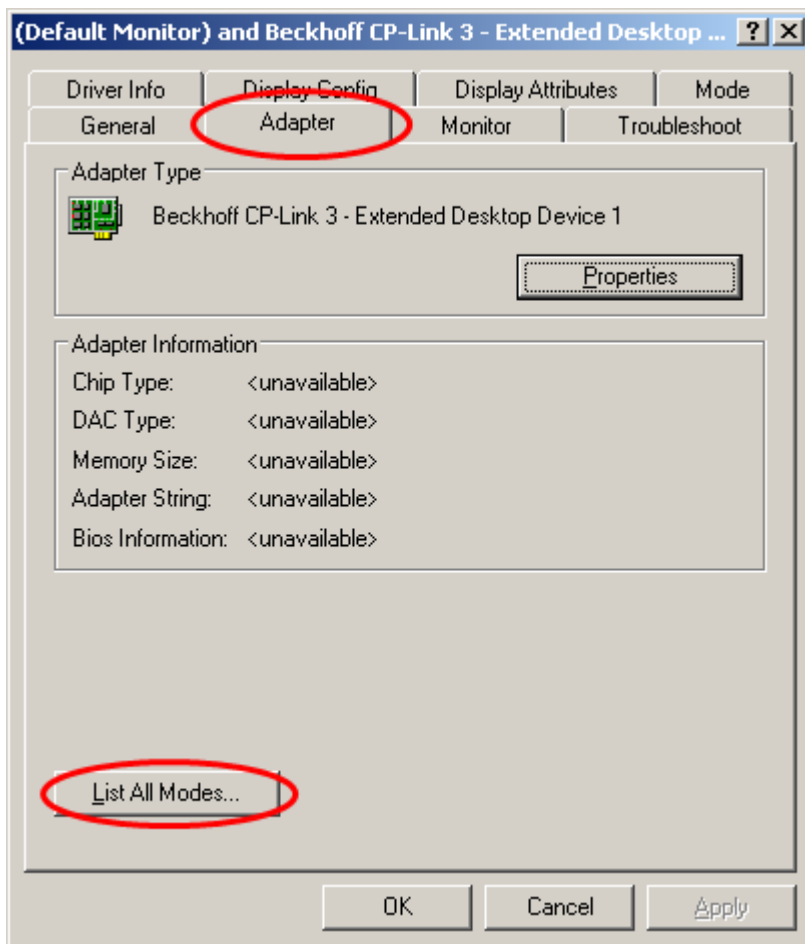 (Default Monitor) and Beckhoff CP-Link 3 - Extended Desktop ...
Driver Info Display Config Display Attributes Mode
General Adapter Monitor Troubleshoot
Adapter Type
Beckhoff CP-Link 3 - Extended Desktop Device 1
Properties
Adapter Information
Chip Type: <unavailable>
DAC Type: <unavailable>
Memory Size: <unavailable>
Adapter String: <unavailable>
Bios Information: <unavailable>
List All Modes...
OK Cancel Apply